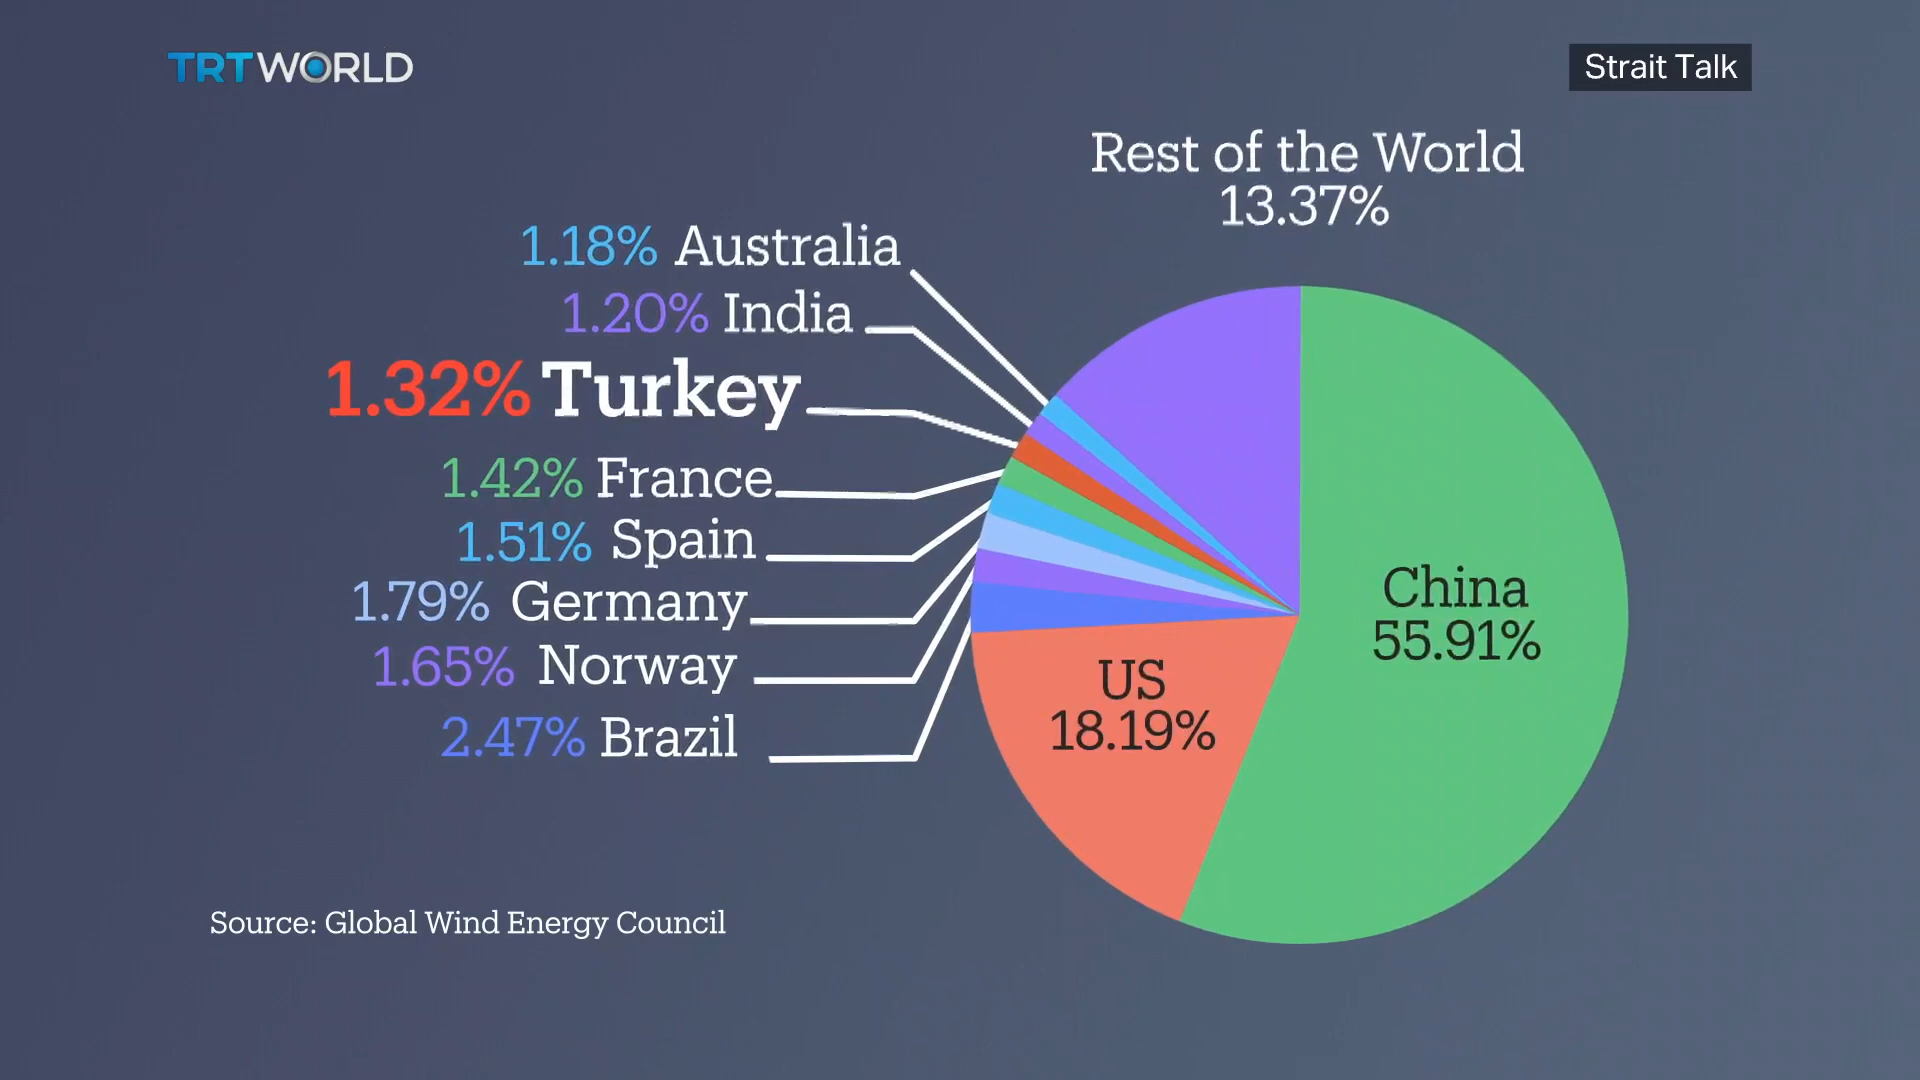 TRT WORLD
Strait Talk
Rest of the World
13.37%
1.18% Australia
1.20% India
1.32% Turkey
1.42% France
1.51% Spain
1.79% Germany
1.65% Norway
2.47% Brazil
China
55.91%
US
18.19%
Source: Global Wind Energy Council